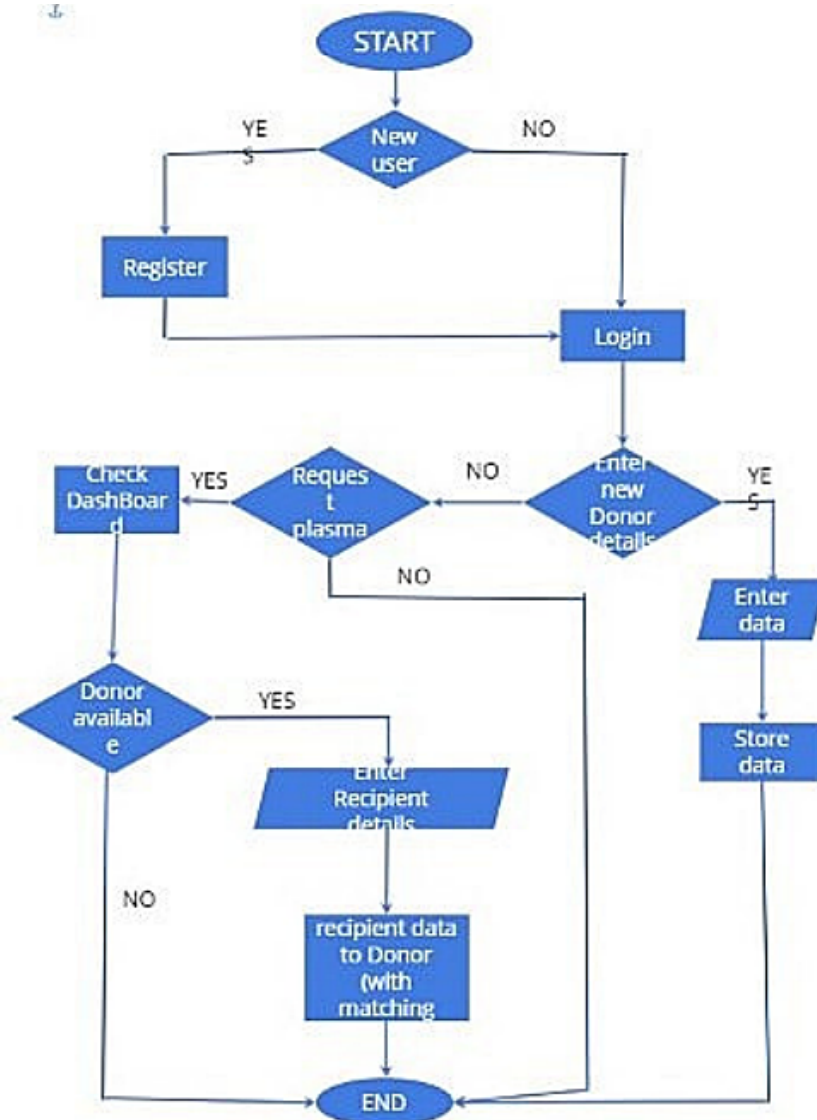 START
YE
S
NO
New
user
Register
Login
Check
DashBoar
d
YES
Reques
t
plasma
NO
Enter
new
Donor
details
YE
S
NO
Enter
data
Donor
availabl
e
YES
Store
data
Enter
Recipient
details
NO
recipient data
to Donor
(with
matching
END